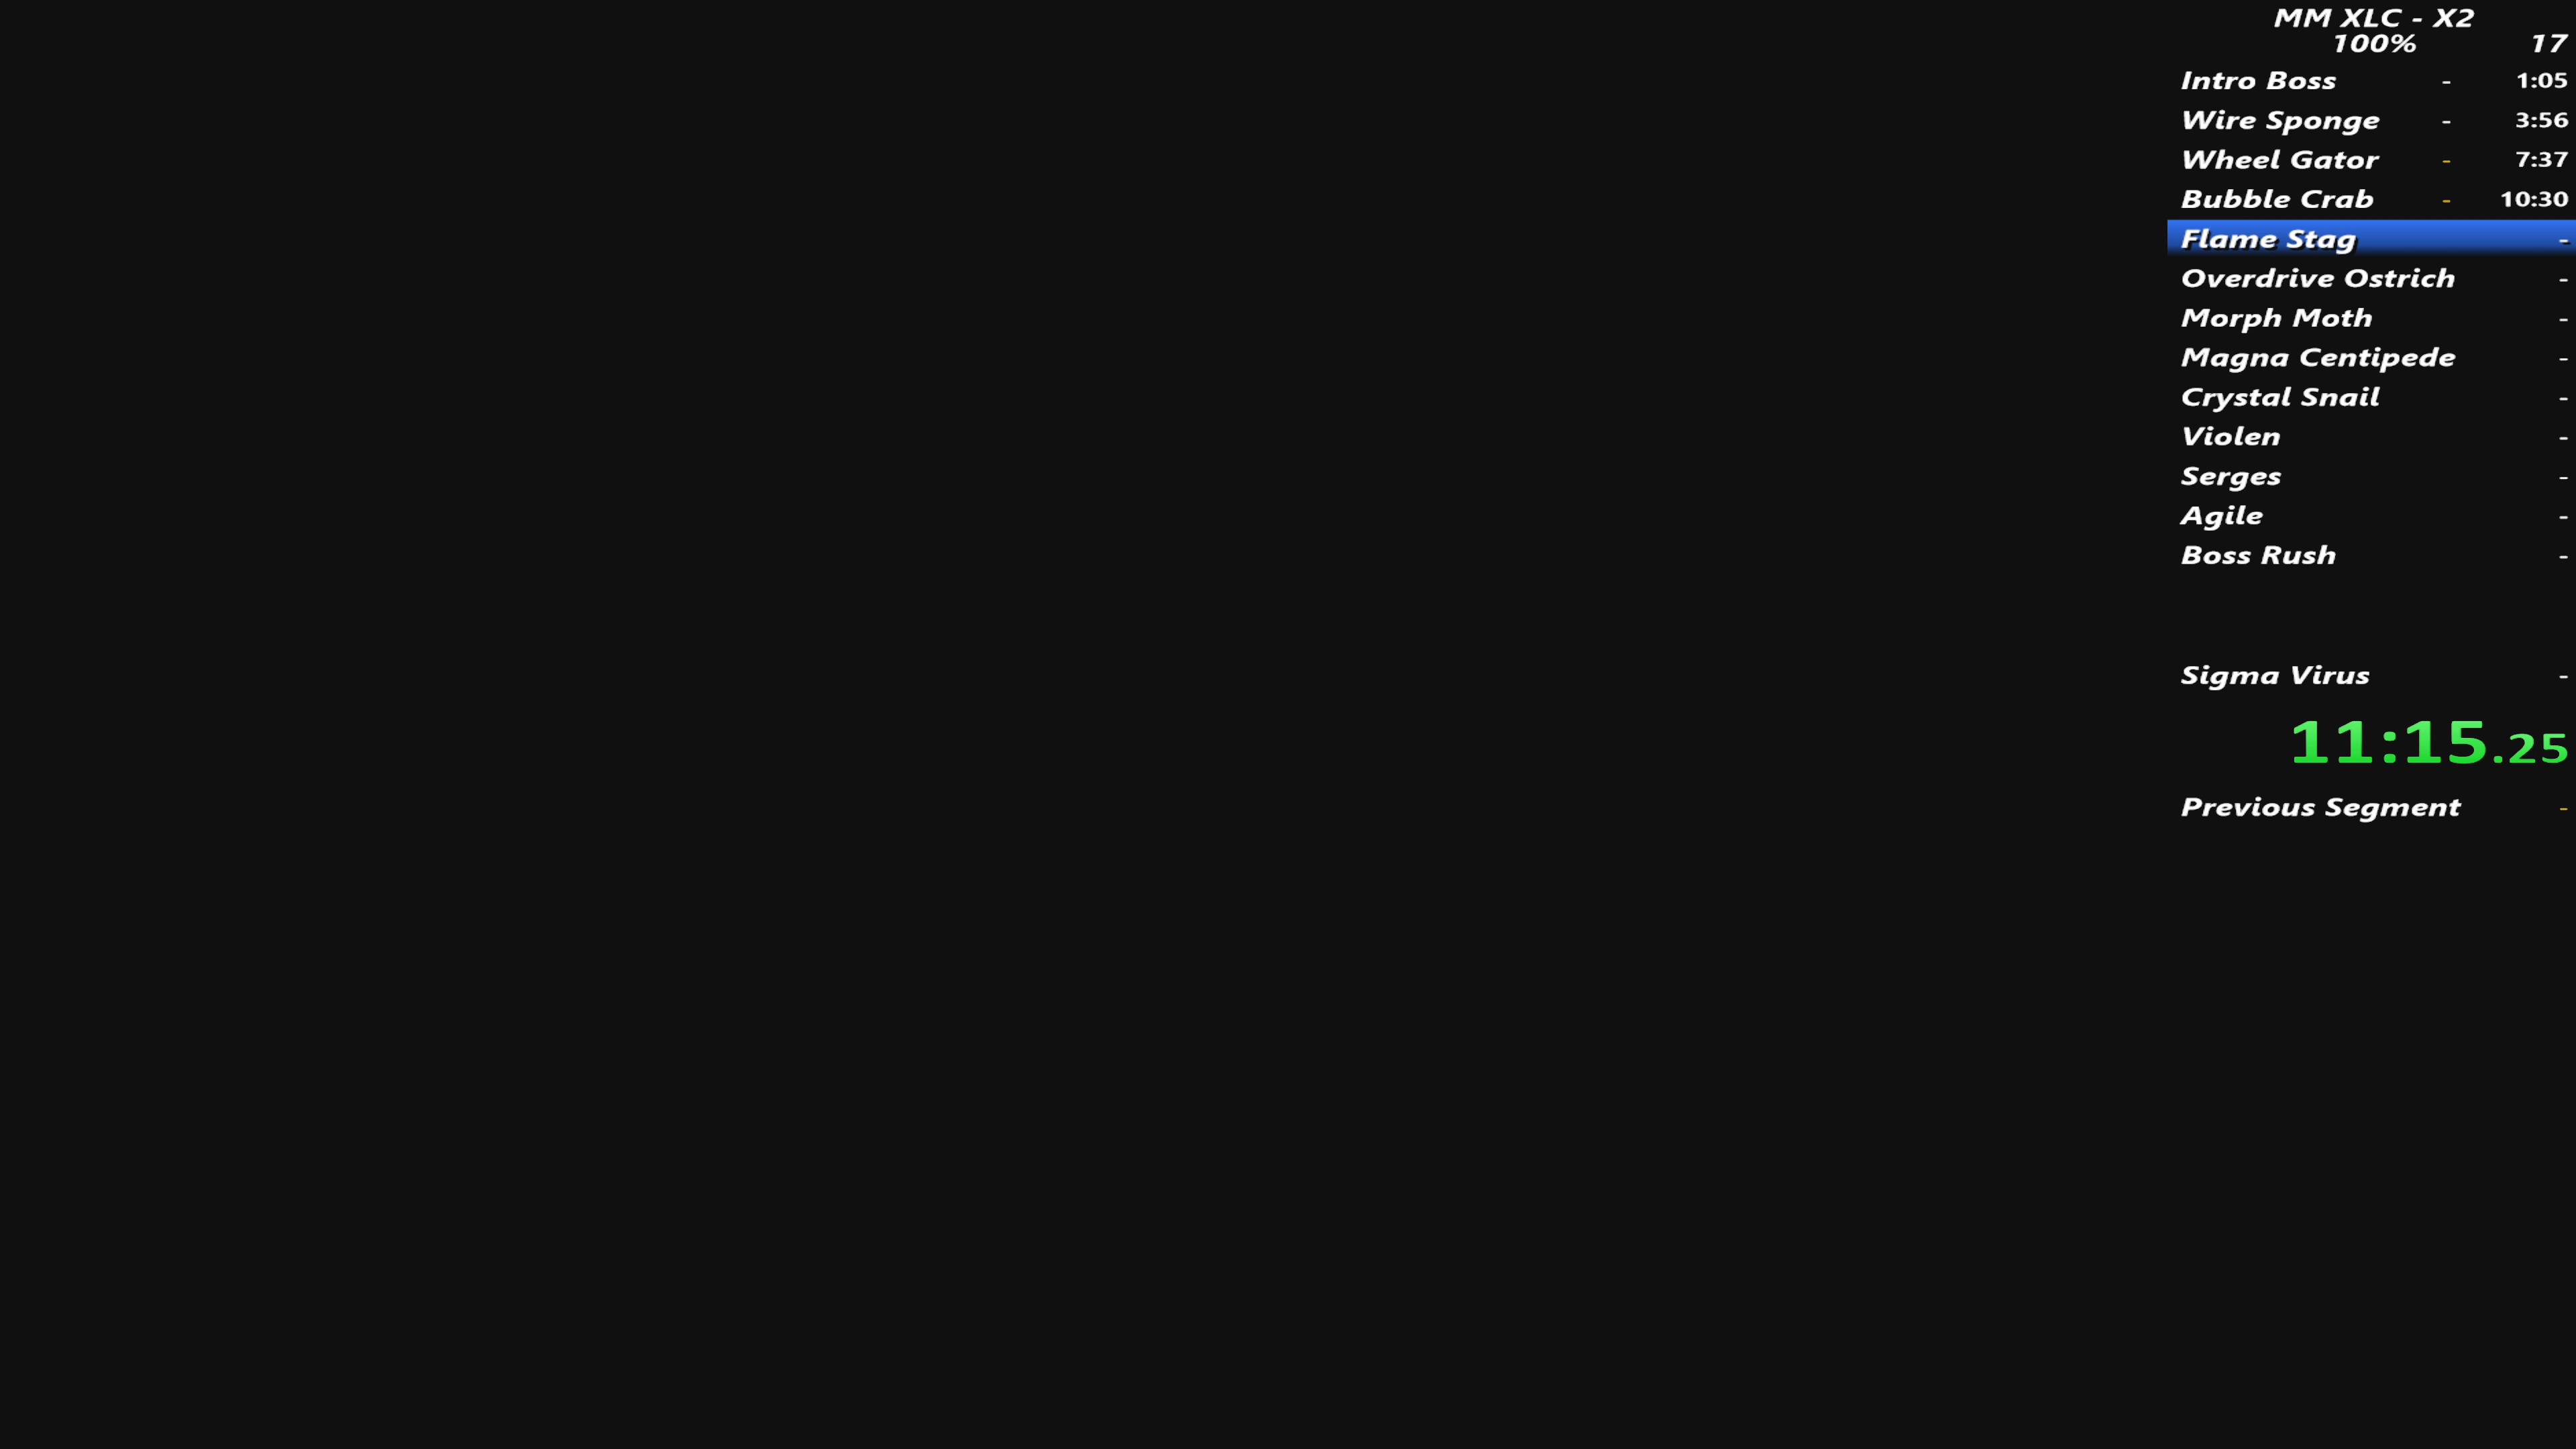 MM XLC - X2
100% 17
Intro Boss - 1:05
Wire Sponge - 3:56
Wheel Gator - 7:37
Bubble Crab - 10:30
Flame Stag -
Overdrive Ostrich -
Morph Moth -
Magna Centipede -
Crystal Snail -
Violen -
Serges -
Agile -
Boss Rush -
Sigma Virus -
11:15.25
Previous Segment -